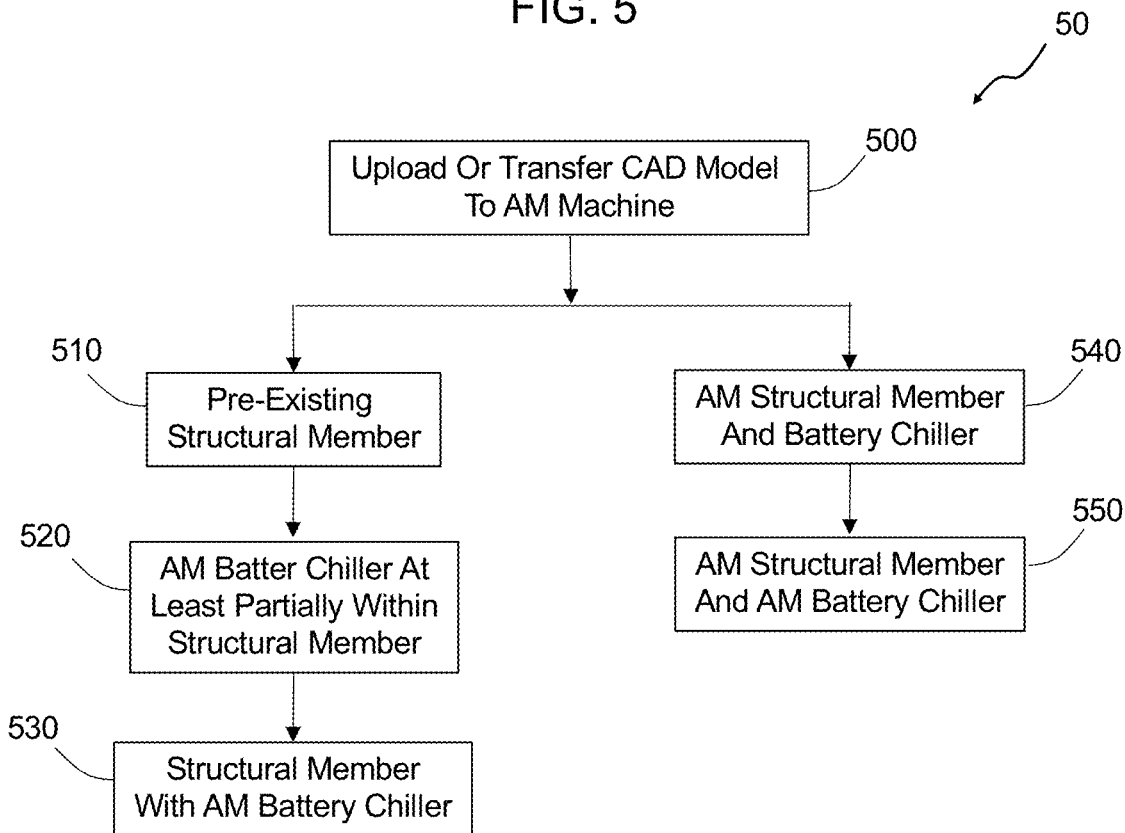 FIG. 5
50
500
Upload Or Transfer CAD Model
To AM Machine
510
Pre-Existing
Structural Member
540
AM Structural Member
And Battery Chiller
520
AM Batter Chiller At
Least Partially Within
Structural Member
550
AM Structural Member
And AM Battery Chiller
530
Structural Member
With AM Battery Chiller